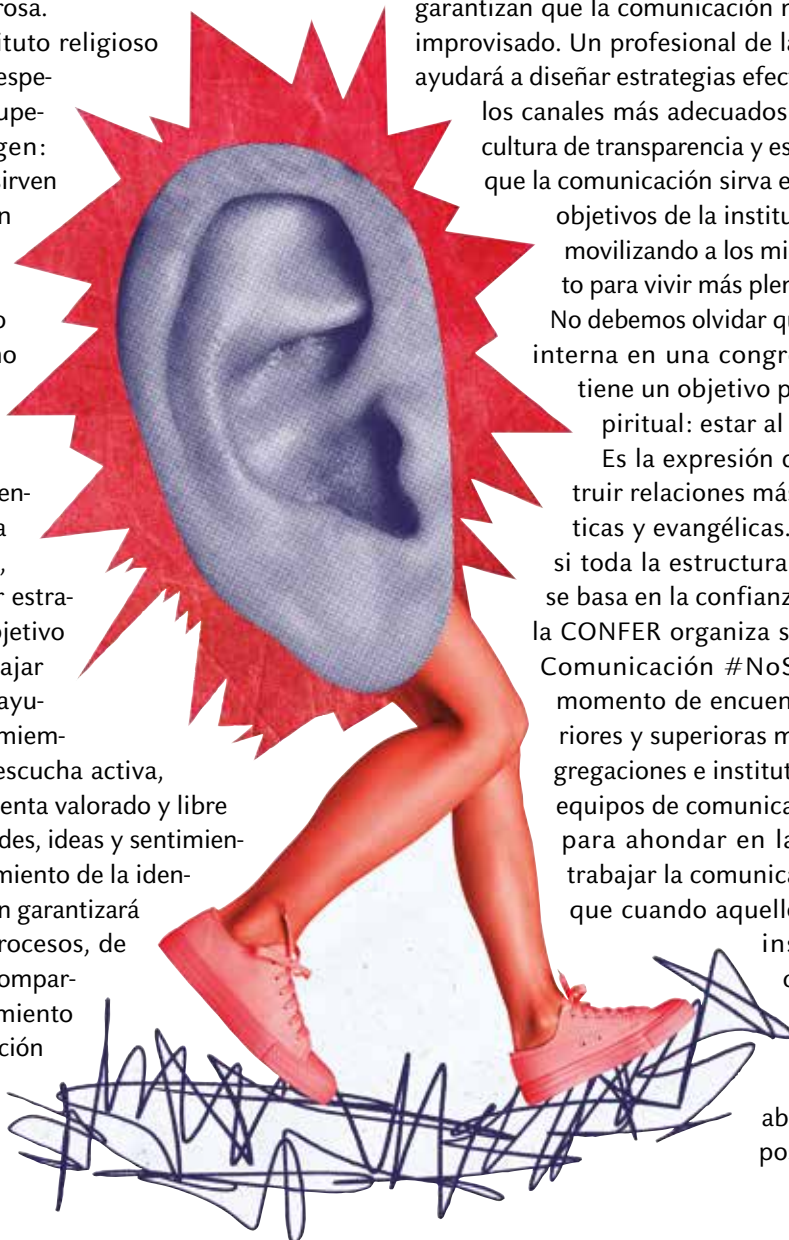 rosa.
ituto religioso
espe-
upe-
gen:
sirven
n
o
no
en-
a
,
r estra-
jetivo
ajar
ayu-
miem-
escucha activa,
enta valorado y libre
des, ideas y sentimien-
miento de la iden-
n garantizará
rocesos, de
ompar-
miento
ción
garantizan que la comunicación
improvisado. Un profesional de la
ayudará a diseñar estrategias efec
los canales más adecuados
cultura de transparencia y es
que la comunicación sirva e
objetivos de la institu
movilizando a los mi
to para vivir más plen
No debemos olvidar qu
interna en una congre
tiene un objetivo p
piritual: estar al
Es la expresión
truir relaciones más
ticas y evangélicas.
si toda la estructura
se basa en la confianz
la CONFER organiza s
Comunicación #NoS
momento de encuen
riores y superioras m
gregaciones e institut
equipos de comunica
para ahondar en la
trabajar la comunica
que cuando aquell
ins
ab
po